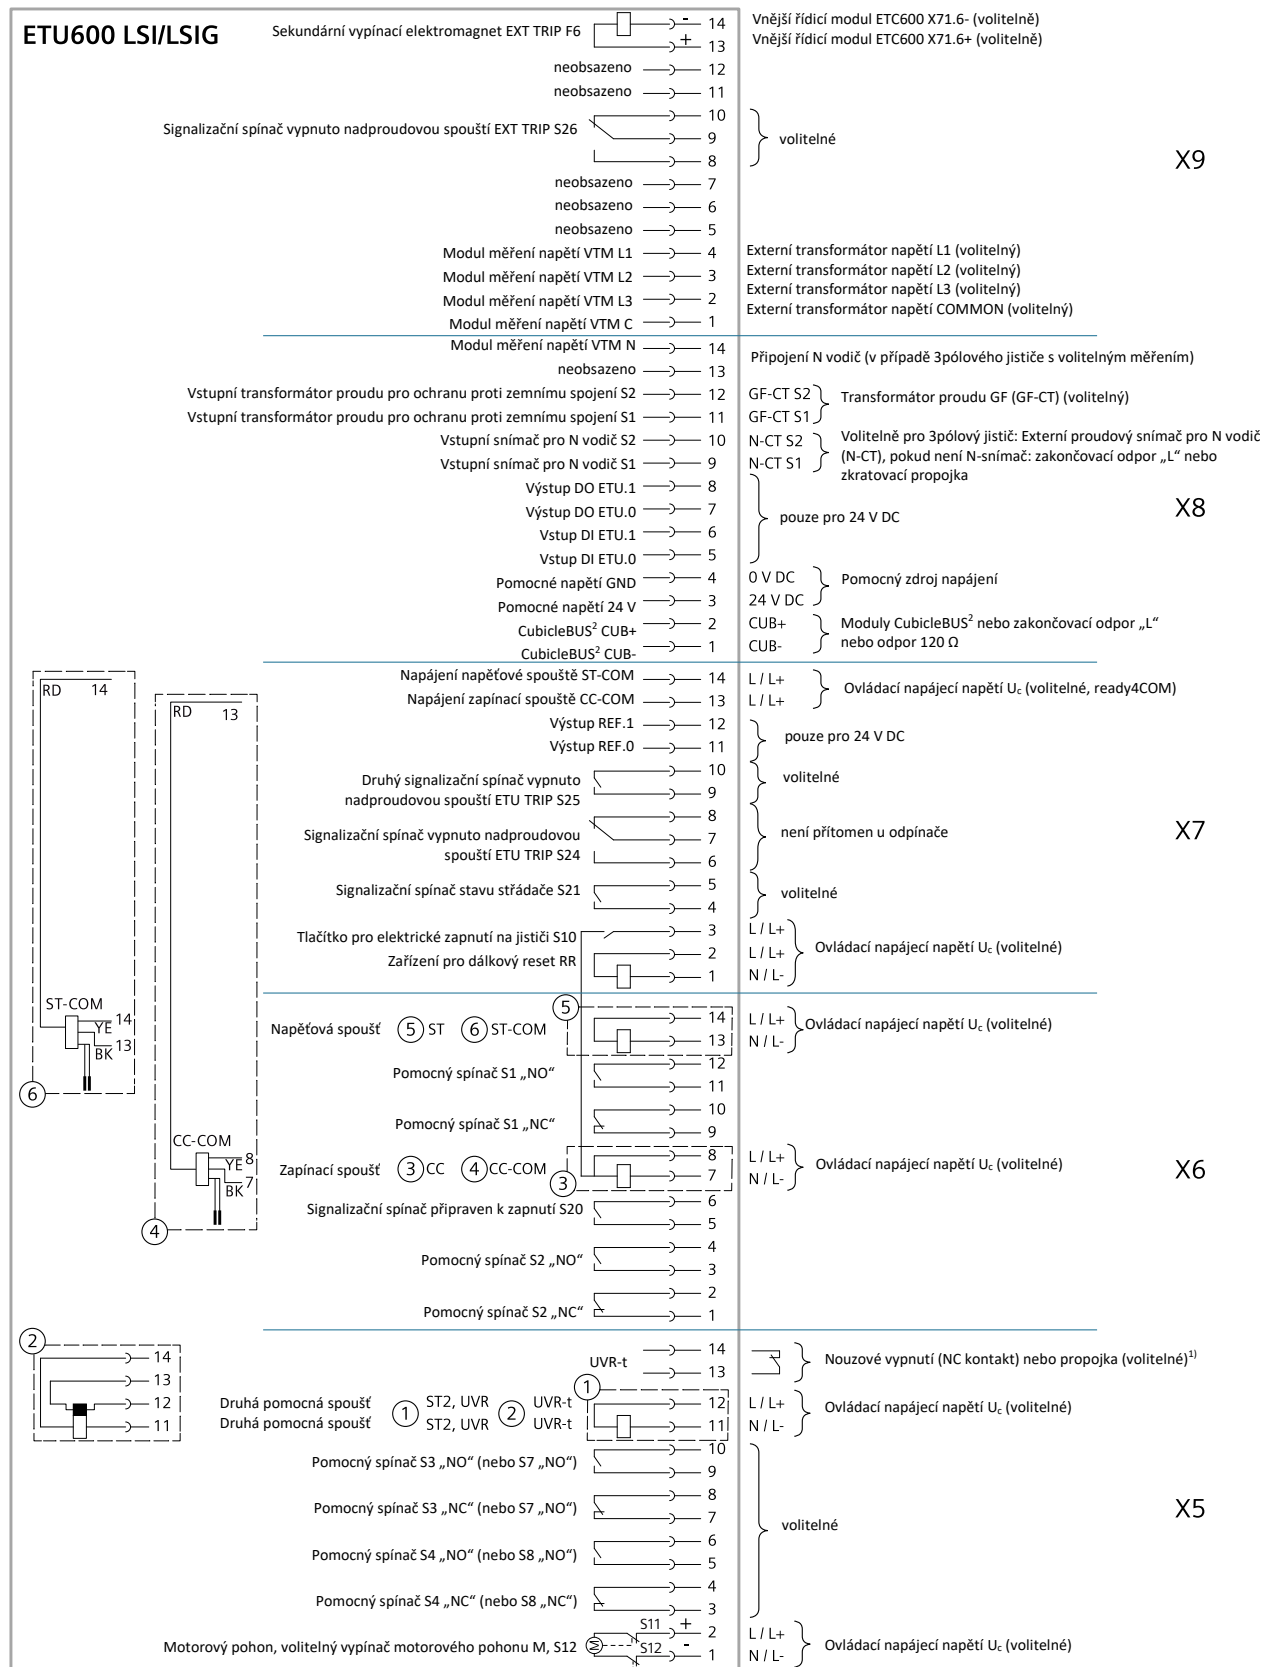 ETU600 LSI/LSIG
Sekundární vypínací elektromagnet EXT TRIP F6 - 14 Vnější řídicí modul ETC600 X71.6- (volitelně)
+ 13 Vnější řídicí modul ETC600 X71.6+ (volitelně)
neobsazeno 12
neobsazeno 11
10
Signalizační spínač vypnuto nadproudovou spouští EXT TRIP S26 9 volitelné
8
X9
neobsazeno 7
neobsazeno 6
neobsazeno 5
Modul měření napětí VTM L1 4 Externí transformátor napětí L1 (volitelný)
Modul měření napětí VTM L2 3 Externí transformátor napětí L2 (volitelný)
Modul měření napětí VTM L3 2 Externí transformátor napětí L3 (volitelný)
Modul měření napětí VTM C 1 Externí transformátor napětí COMMON (volitelný)
Modul měření napětí VTM N 14 Připojení N vodič (v případě 3pólového jističe s volitelným měřením)
neobsazeno 13
Vstupní transformátor proudu pro ochranu proti zemnímu spojení S2 12 GF-CT S2 Transformátor proudu GF (GF-CT) (volitelný)
Vstupní transformátor proudu pro ochranu proti zemnímu spojení S1 11 GF-CT S1
Vstupní snímač pro N vodič S2 10 N-CT S2 Volitelně pro 3pólový jistič: Externí proudový snímač pro N vodič
Vstupní snímač pro N vodič S1 9 N-CT S1 (N-CT), pokud není N-snímač: zakončovací odpor „L“ nebo
zkratovací propojka
Výstup DO ETU.1 8
Výstup DO ETU.0 7 pouze pro 24 V DC X8
Vstup DI ETU.1 6
Vstup DI ETU.0 5
Pomocné napětí GND 4 0 V DC Pomocný zdroj napájení
Pomocné napětí 24 V 3 24 V DC
CubicleBUS² CUB+ 2 CUB+ Moduly CubicleBUS² nebo zakončovací odpor „L“
CubicleBUS² CUB- 1 CUB- nebo odpor 120 Ω
Napájení napěťové spouště ST-COM 14 L / L+ Ovládací napájecí napětí Uc (volitelné, ready4COM)
Napájení zapínací spouště CC-COM 13 L / L+
RD 14
RD 13
Výstup REF.1 12 pouze pro 24 V DC
Výstup REF.0 11
Druhý signalizační spínač vypnuto 10 volitelné
nadproudovou spouští ETU TRIP S25 9
8
Signalizační spínač vypnuto nadproudovou 7 není přítomen u odpínače X7
spouští ETU TRIP S24 6
Signalizační spínač stavu střádače S21 5 volitelné
4
Tlačítko pro elektrické zapnutí na jističi S10 3 L / L+
Zařízení pro dálkový reset RR 2 L / L+ Ovládací napájecí napětí Uc (volitelné)
1 N / L-
ST-COM
YE 14
BK 13
6
5
Napěťová spoušť 5 ST 6 ST-COM 14 L / L+ Ovládací napájecí napětí Uc (volitelné)
13 N / L-
Pomocný spínač S1 „NO“ 12
11
Pomocný spínač S1 „NC“ 10
9
CC-COM
YE 8
BK 7
4
Zapínací spoušť 3 CC 4 CC-COM 8 L / L+ Ovládací napájecí napětí Uc (volitelné) X6
3 7 N / L-
Signalizační spínač připraven k zapnutí S20 6
5
Pomocný spínač S2 „NO“ 4
3
Pomocný spínač S2 „NC“ 2
1
2
14
13
12
11
UVR-t 14 Nouzové vypnutí (NC kontakt) nebo propojka (volitelné)¹⁾
13
1
Druhá pomocná spoušť 1 ST2, UVR 2 UVR-t 12 L / L+ Ovládací napájecí napětí Uc (volitelné)
Druhá pomocná spoušť ST2, UVR UVR-t 11 N / L-
Pomocný spínač S3 „NO“ (nebo S7 „NO“) 10
9
Pomocný spínač S3 „NC“ (nebo S7 „NO“) 8
7 volitelné X5
Pomocný spínač S4 „NO“ (nebo S8 „NO“) 6
5
Pomocný spínač S4 „NC“ (nebo S8 „NC“) 4
3
S11 + 2 L / L+
Motorový pohon, volitelný vypínač motorového pohonu M, S12 M S12 - 1 N / L- Ovládací napájecí napětí Uc (volitelné)